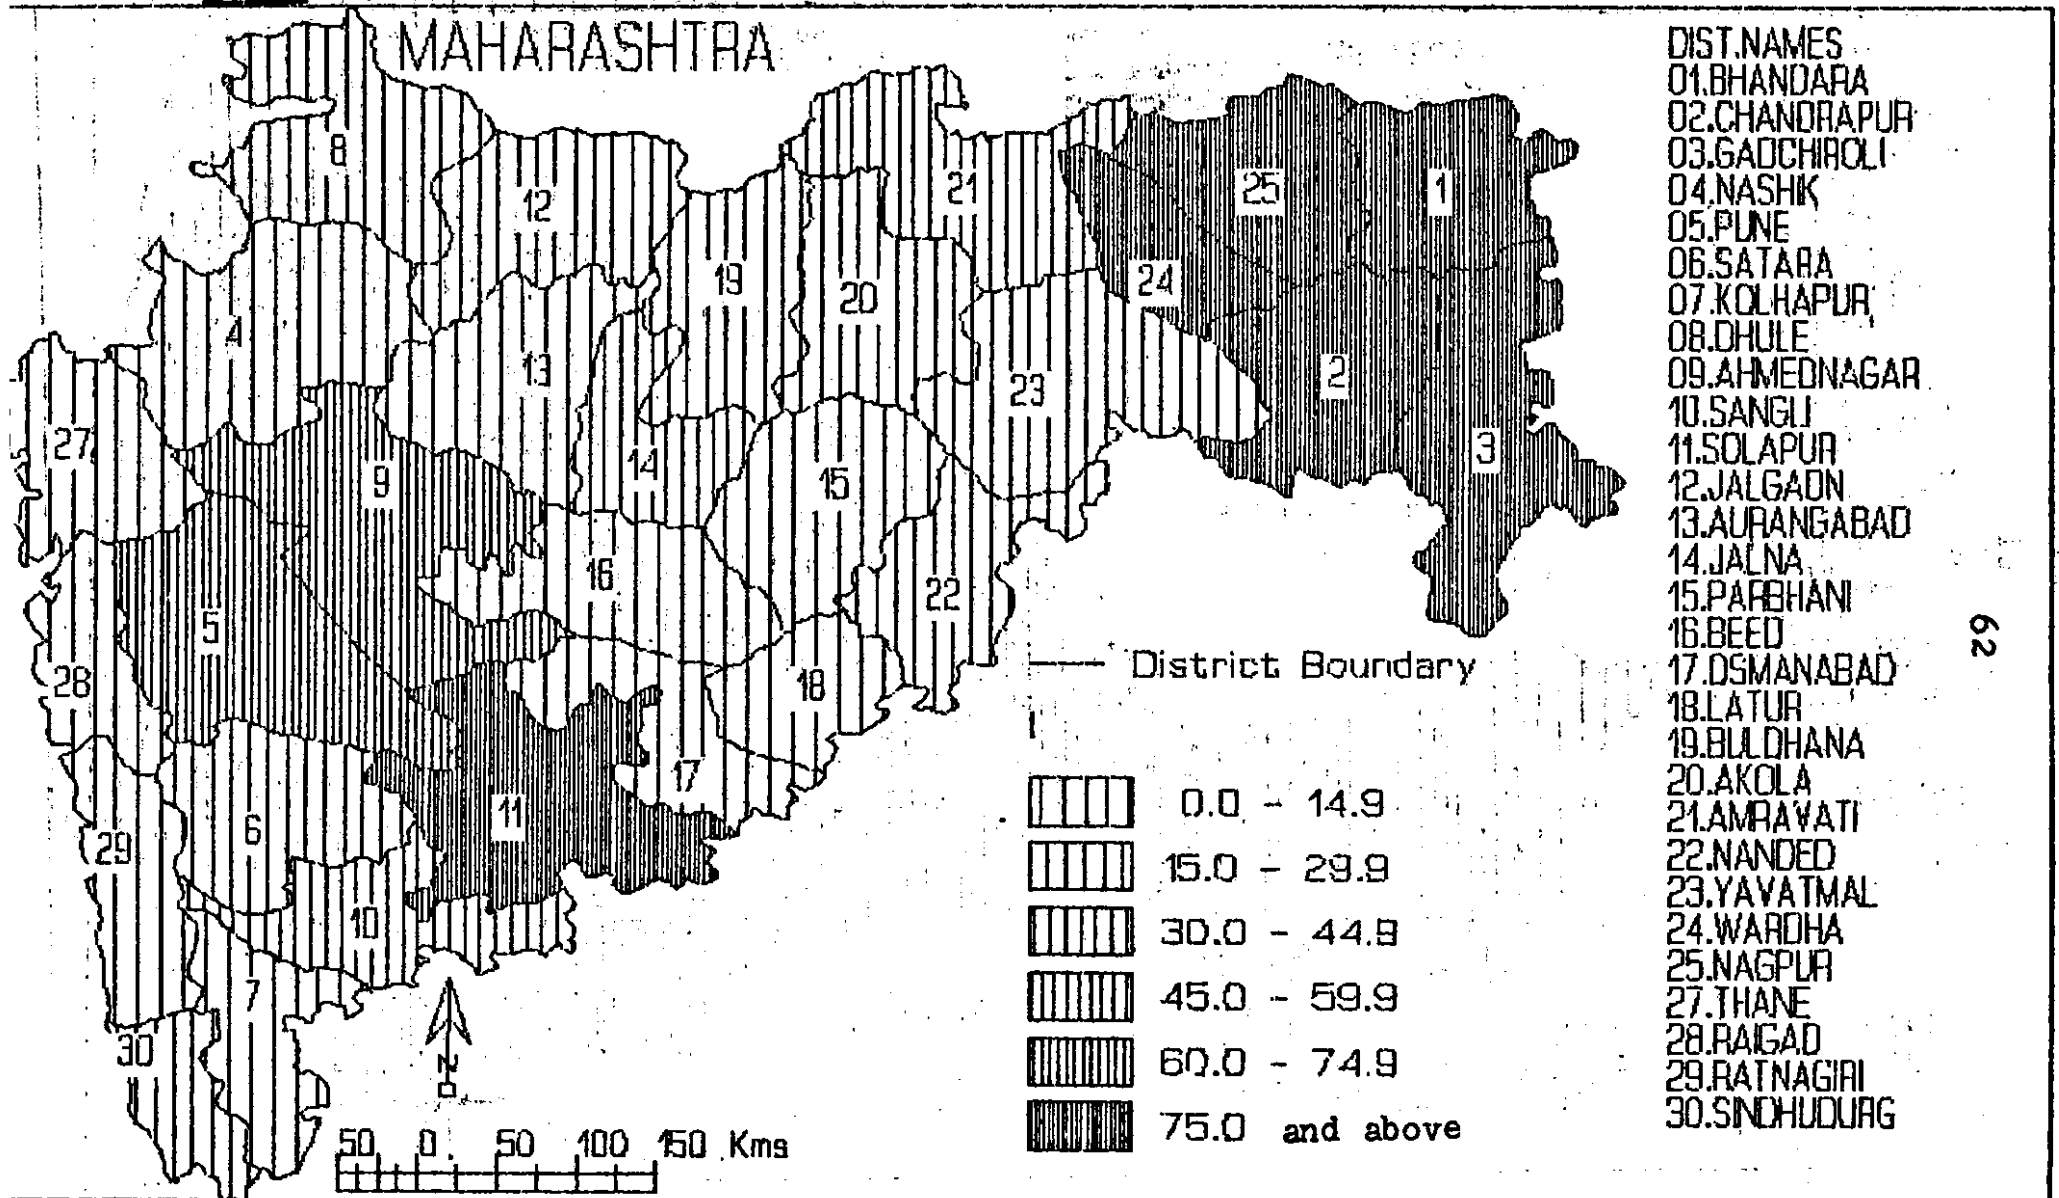 MAHARASHTRA
8
12
21
25
1
4
19
20
24
13
23
2
27
9
14
15
3
16
22
5
28
18
17
11
6
29
10
7
30
N
50 0 50 100 150 Kms
District Boundary
0.0 - 14.9
15.0 - 29.9
30.0 - 44.9
45.0 - 59.9
60.0 - 74.9
75.0 and above
DIST.NAMES
01.BHANDARA
02.CHANDRAPUR
03.GADCHIROLI
04.NASHIK
05.PUNE
06.SATARA
07.KOLHAPUR
08.DHULE
09.AHMEDNAGAR
10.SANGLI
11.SOLAPUR
12.JALGAON
13.AURANGABAD
14.JALNA
15.PARBHANI
16.BEED
17.OSMANABAD
18.LATUR
19.BULDHANA
20.AKOLA
21.AMRAVATI
22.NANDED
23.YAVATMAL
24.WARDHA
25.NAGPUR
27.THANE
28.RAIGAD
29.RATNAGIRI
30.SINDHUDURG
62